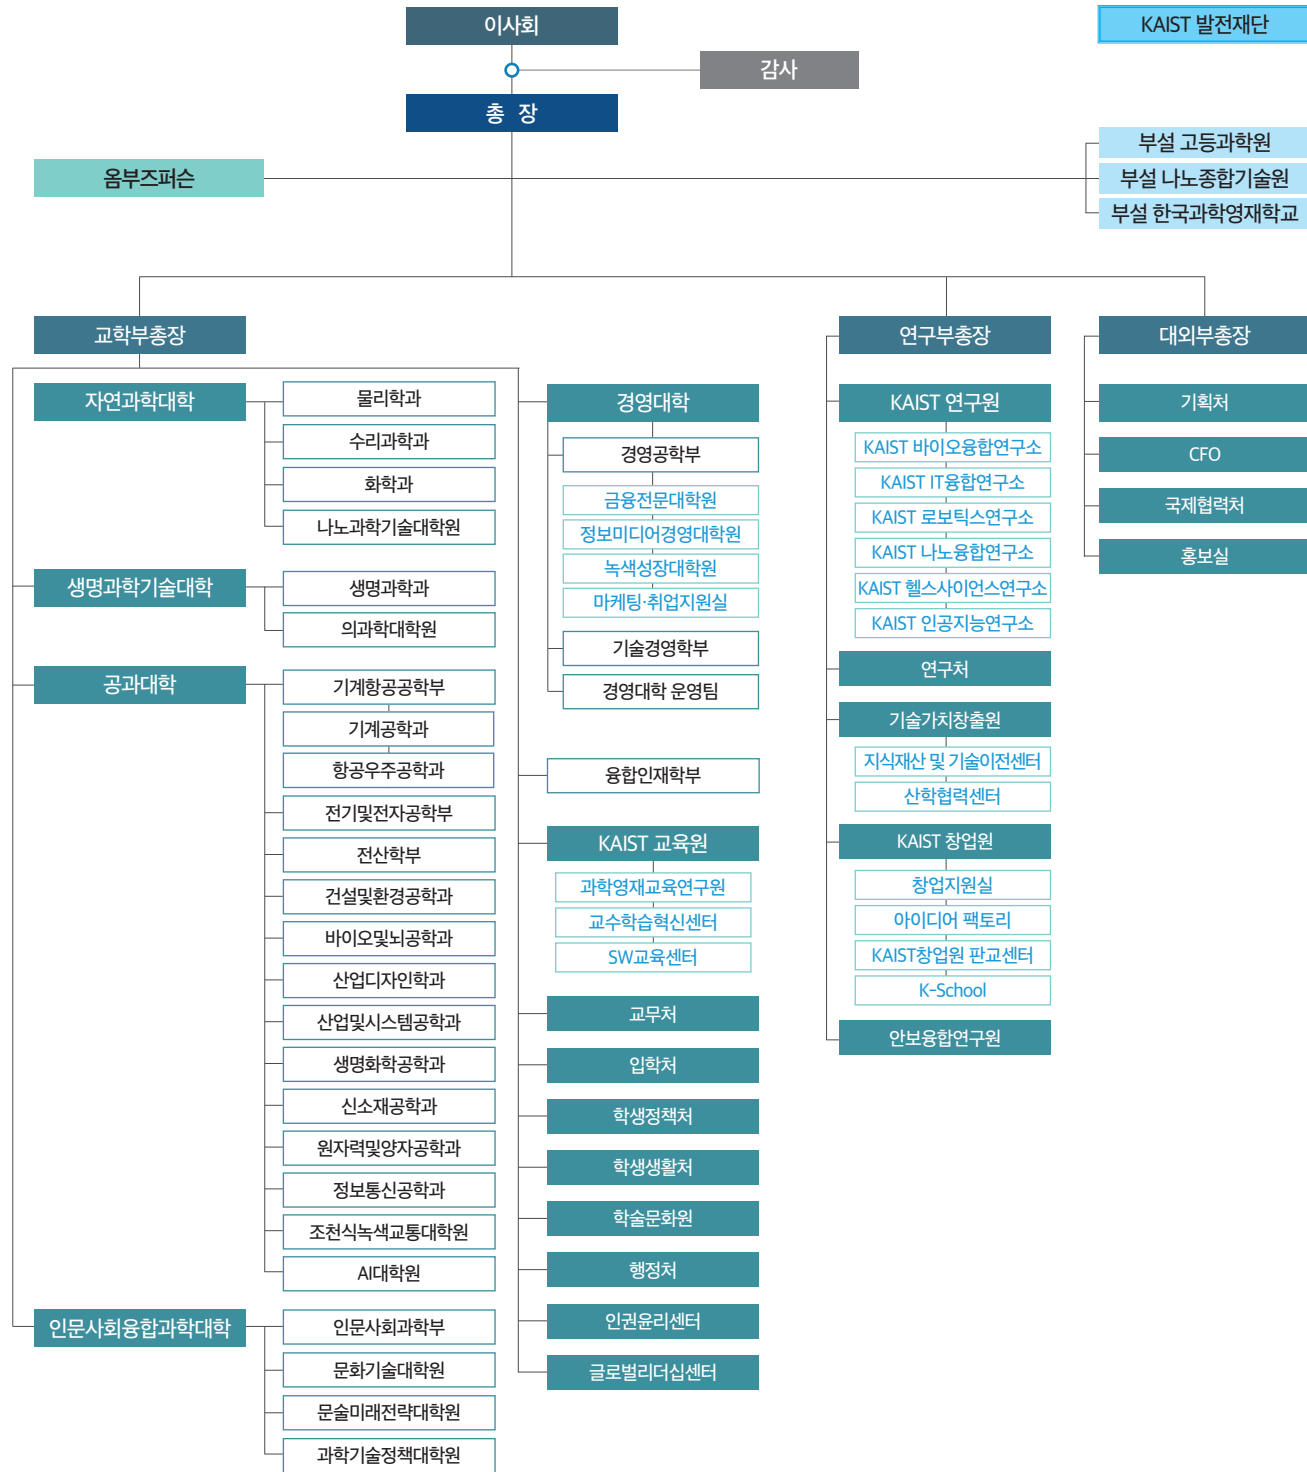 이사회
KAIST 발전재단
감사
총 장
옴부즈퍼슨
부설 고등과학원
부설 나노종합기술원
부설 한국과학영재학교
교학부총장
자연과학대학
물리학과
수리과학과
화학과
나노과학기술대학원
생명과학기술대학
생명과학과
의과학대학원
공과대학
기계항공공학부
기계공학과
항공우주공학과
전기및전자공학부
전산학부
건설및환경공학과
바이오및뇌공학과
산업디자인학과
산업및시스템공학과
생명화학공학과
신소재공학과
원자력및양자공학과
정보통신공학과
조천식녹색교통대학원
AI대학원
인문사회융합과학대학
인문사회과학부
문화기술대학원
문술미래전략대학원
과학기술정책대학원
경영대학
경영공학부
금융전문대학원
정보미디어경영대학원
녹색성장대학원
마케팅·취업지원실
기술경영학부
경영대학 운영팀
융합인재학부
KAIST 교육원
과학영재교육연구원
교수학습혁신센터
SW교육센터
교무처
입학처
학생정책처
학생생활처
학술문화원
행정처
인권윤리센터
글로벌리더십센터
연구부총장
KAIST 연구원
KAIST 바이오융합연구소
KAIST IT융합연구소
KAIST 로보틱스연구소
KAIST 나노융합연구소
KAIST 헬스사이언스연구소
KAIST 인공지능연구소
연구처
기술가치창출원
지식재산 및 기술이전센터
산학협력센터
KAIST 창업원
창업지원실
아이디어 팩토리
KAIST창업원 판교센터
K-School
안보융합연구원
대외부총장
기획처
CFO
국제협력처
홍보실